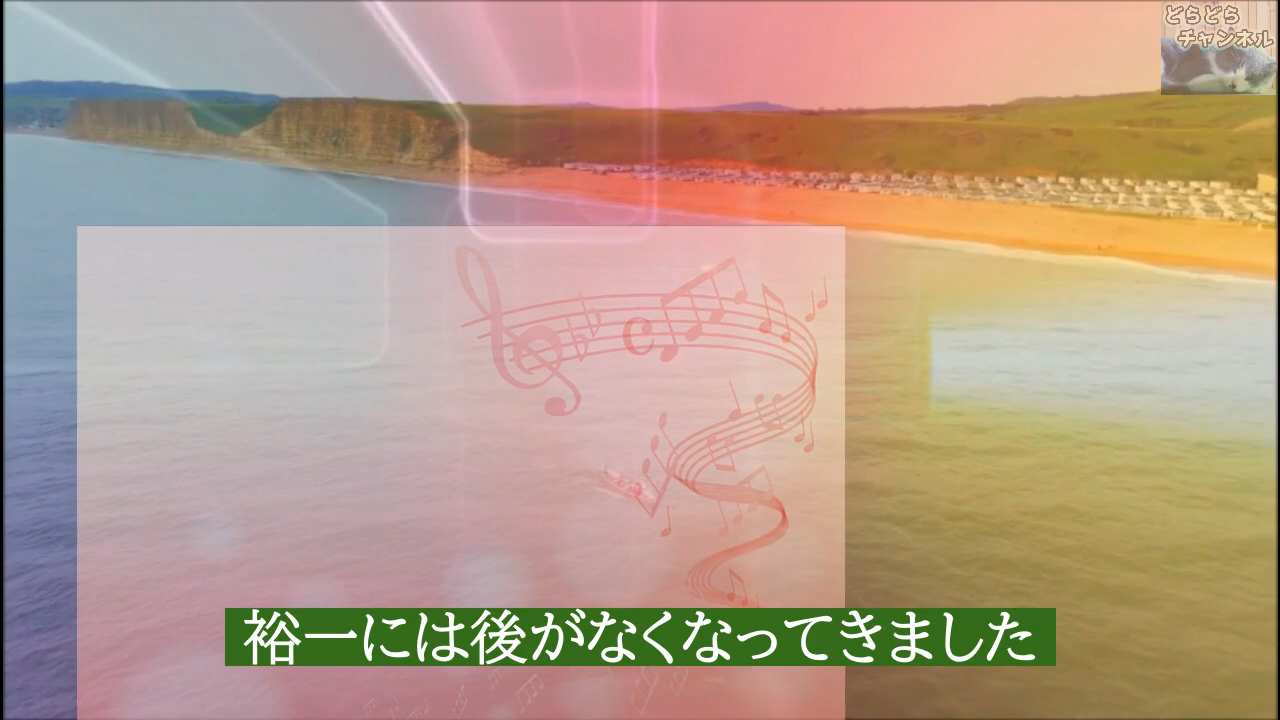 どらどら
チャンネル
裕一には後がなくなってきました